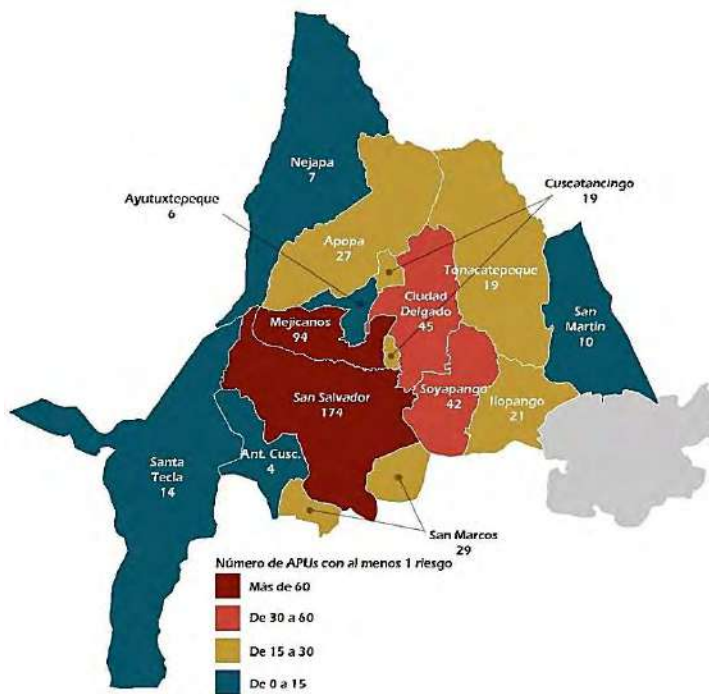 Nejapa
7
Ayutuxtepeque
6
Cuscatancingo
19
Apopa
27
Tonacatepeque
19
Ciudad
Delgado
45
San
Martín
10
Mejicanos
94
San Salvador
174
Soyapango
42
Ilopango
21
Santa
Tecla
14
Ant. Cusc.
4
San Marcos
29
Número de APUs con al menos 1 riesgo
Más de 60
De 30 a 60
De 15 a 30
De 0 a 15